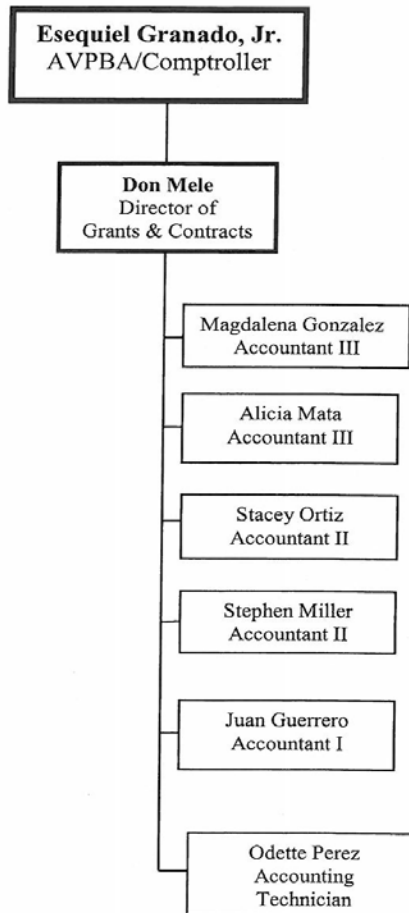 Esequiel Granado, Jr.
AVPBA/Comptroller
Don Mele
Director of
Grants & Contracts
Magdalena Gonzalez
Accountant III
Alicia Mata
Accountant III
Stacey Ortiz
Accountant II
Stephen Miller
Accountant II
Juan Guerrero
Accountant I
Odette Perez
Accounting
Technician